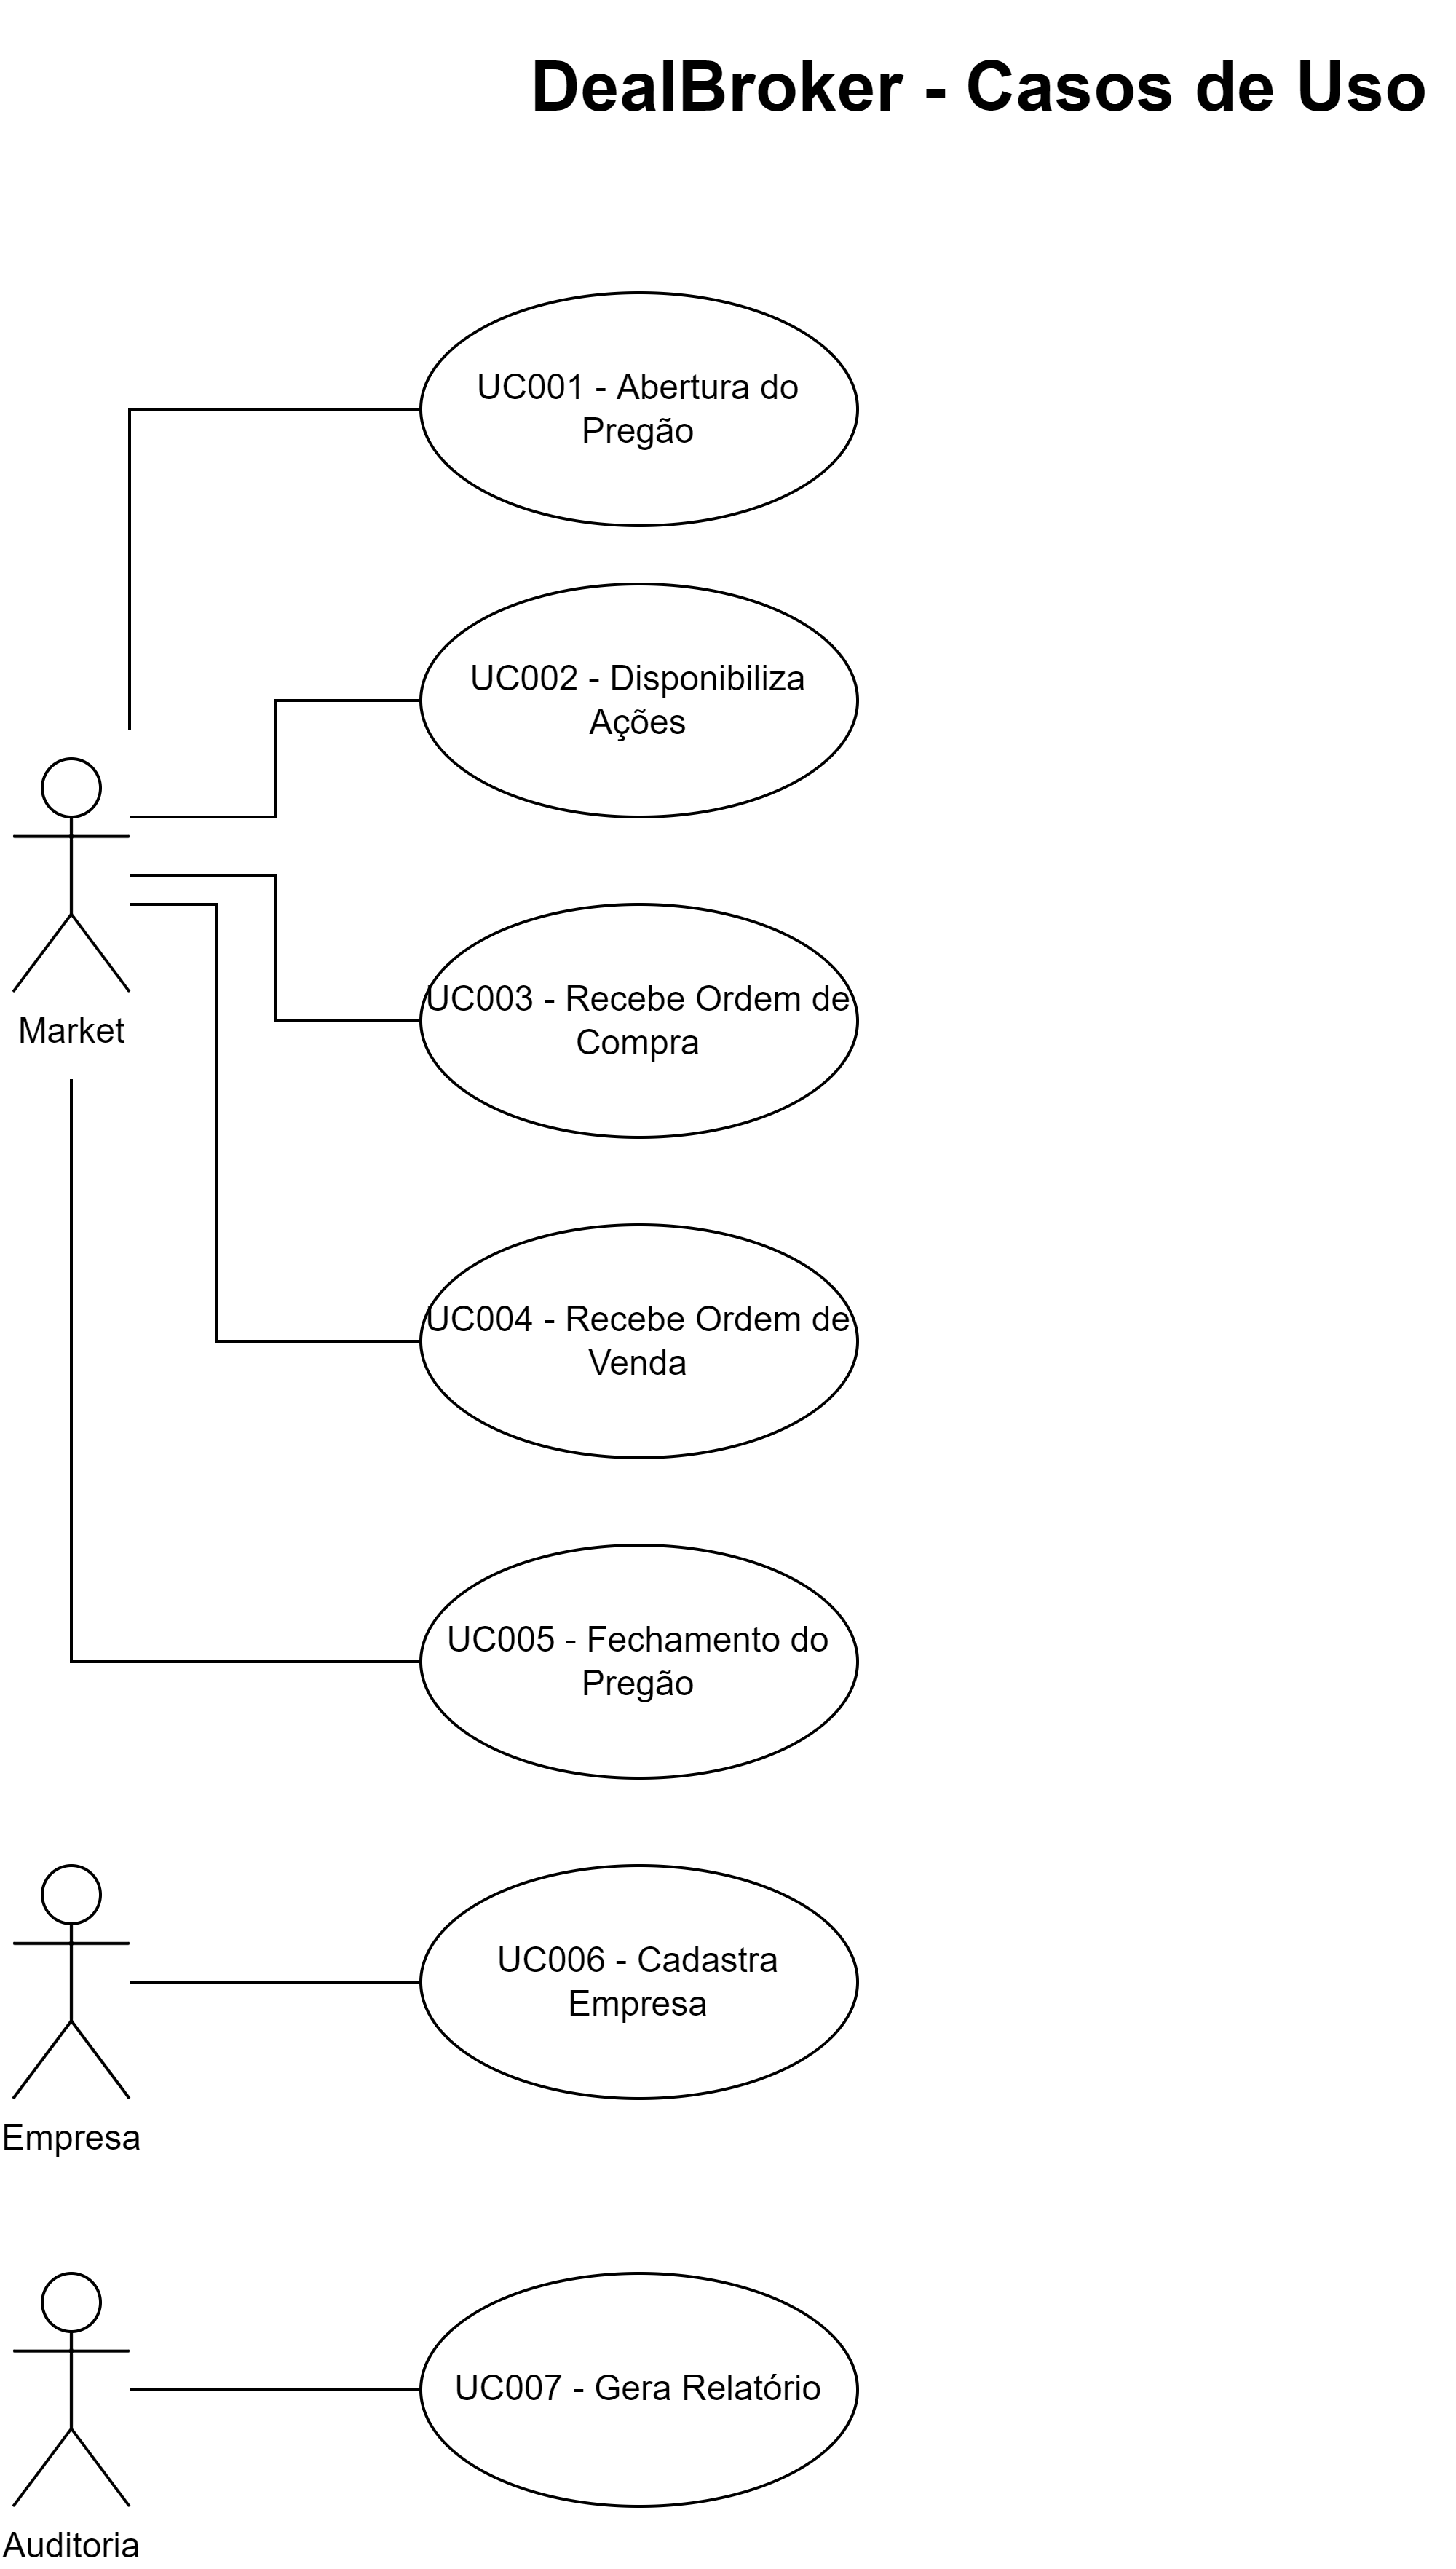 DealBroker - Casos de Uso
UC001 - Abertura do
Pregão
UC002 - Disponibiliza
Ações
Market
UC003 - Recebe Ordem de
Compra
UC004 - Recebe Ordem de
Venda
UC005 - Fechamento do
Pregão
UC006 - Cadastra
Empresa
Empresa
UC007 - Gera Relatório
Auditoria